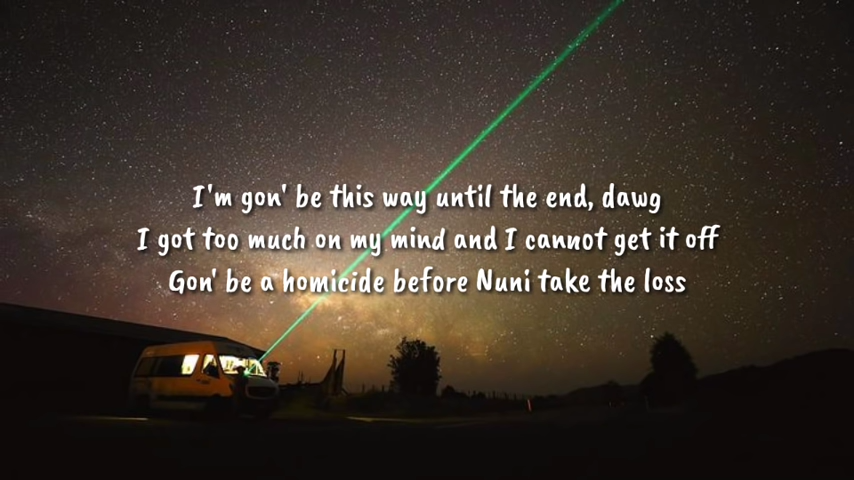 I'm gon' be this way until the end, dawg
I got too much on my mind and I cannot get it off
Gon' be a homicide before Nuni take the loss